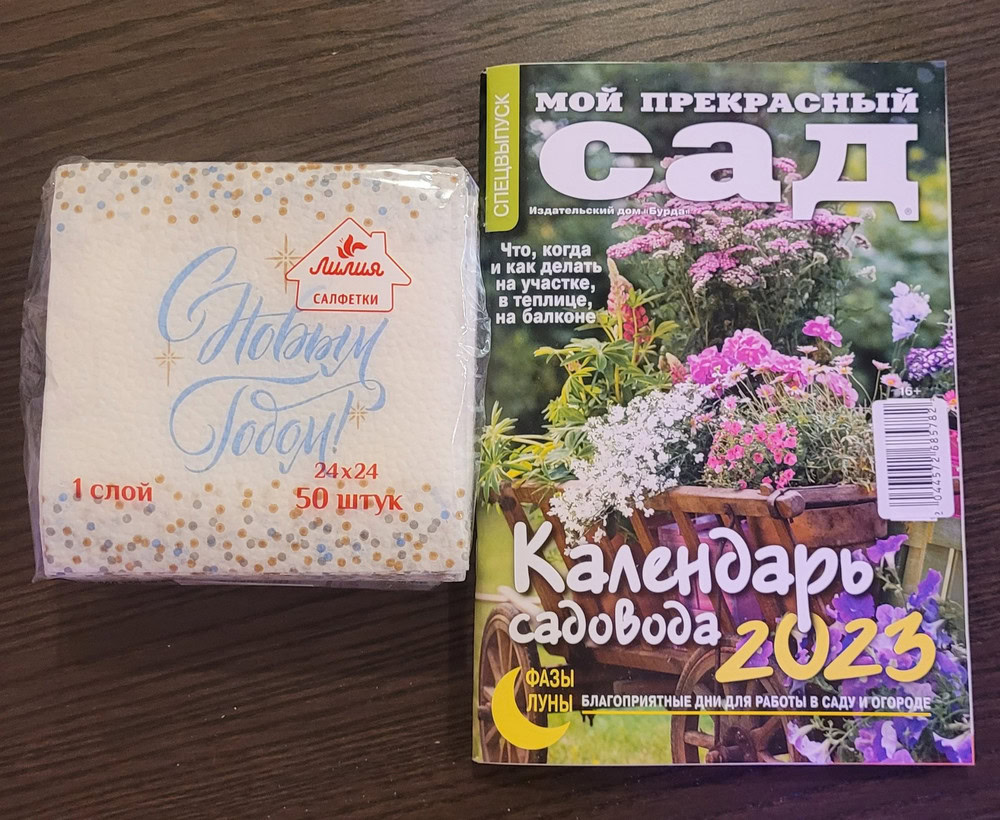 С Новым
Годом!
Лилия
САЛФЕТКИ
1 слой
24x24
50 штук
СПЕЦВЫПУСК
МОЙ ПРЕКРАСНЫЙ
сад
Издательский дом «Бурда»
Что, когда
и как делать
на участке,
в теплице,
на балконе
16+
Календарь
садовода 2023
ФАЗЫ
ЛУНЫ
БЛАГОПРИЯТНЫЕ ДНИ ДЛЯ РАБОТЫ В САДУ И ОГОРОДЕ